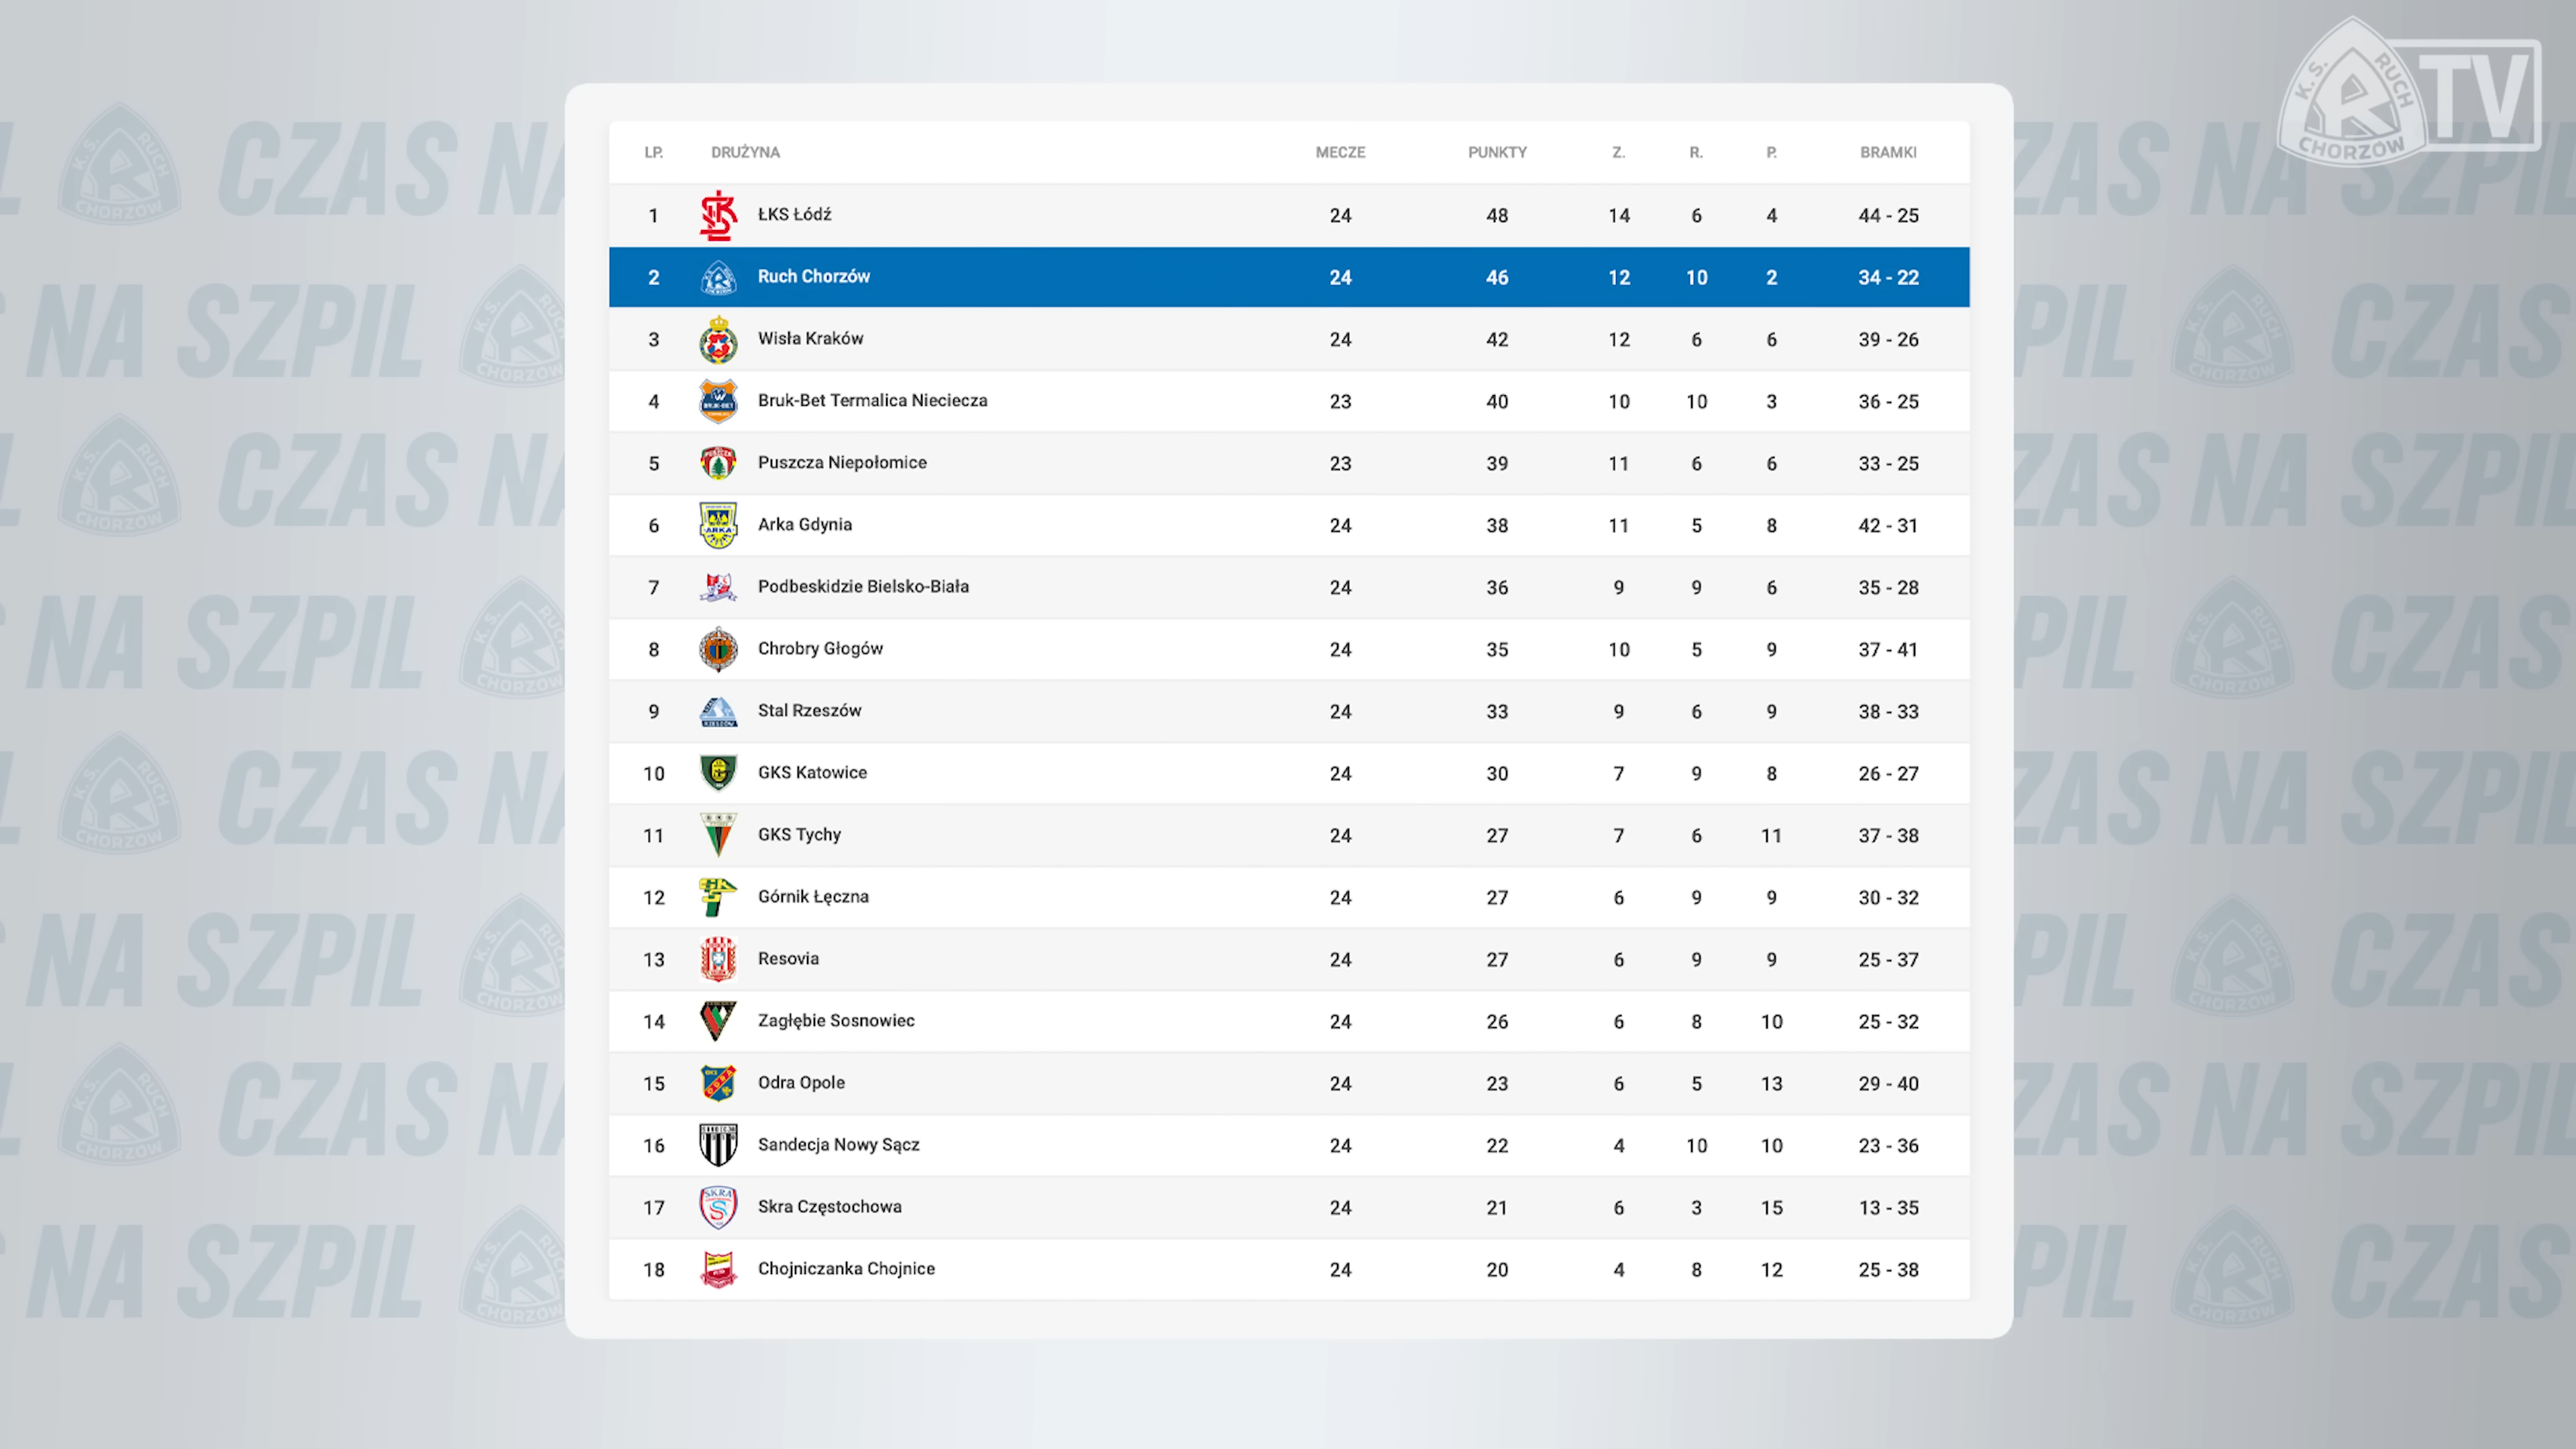 K.S. RUCH CHORZÓW TV
LP. DRUŻYNA MECZE PUNKTY Z. R. P. BRAMKI
1 ŁKS Łódź 24 48 14 6 4 44 - 25
2 Ruch Chorzów 24 46 12 10 2 34 - 22
3 Wisła Kraków 24 42 12 6 6 39 - 26
4 Bruk-Bet Termalica Nieciecza 23 40 10 10 3 36 - 25
5 Puszcza Niepołomice 23 39 11 6 6 33 - 25
6 Arka Gdynia 24 38 11 5 8 42 - 31
7 Podbeskidzie Bielsko-Biała 24 36 9 9 6 35 - 28
8 Chrobry Głogów 24 35 10 5 9 37 - 41
9 Stal Rzeszów 24 33 9 6 9 38 - 33
10 GKS Katowice 24 30 7 9 8 26 - 27
11 GKS Tychy 24 27 7 6 11 37 - 38
12 Górnik Łęczna 24 27 6 9 9 30 - 32
13 Resovia 24 27 6 9 9 25 - 37
14 Zagłębie Sosnowiec 24 26 6 8 10 25 - 32
15 Odra Opole 24 23 6 5 13 29 - 40
16 Sandecja Nowy Sącz 24 22 4 10 10 23 - 36
17 Skra Częstochowa 24 21 6 3 15 13 - 35
18 Chojniczanka Chojnice 24 20 4 8 12 25 - 38
CZAS NA SZPIL